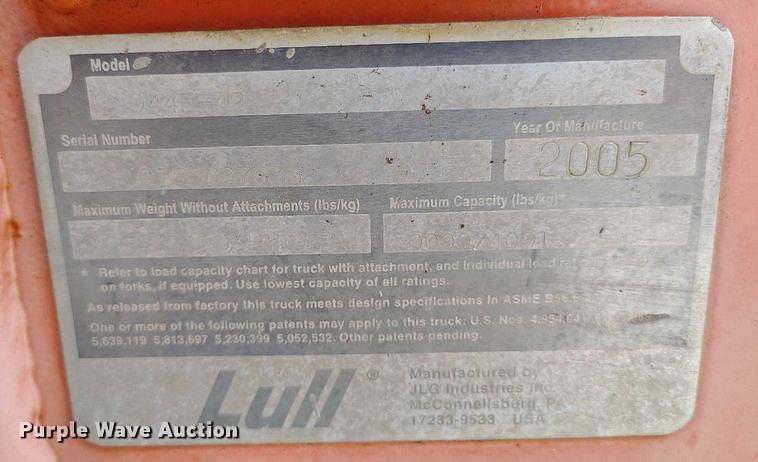 Model
Serial Number
Year Of Manufacture
2005
Maximum Weight Without Attachments (lbs/kg)
Maximum Capacity (lbs/kg)*
* Refer to load capacity chart for truck with attachment, and individual load
on forks, if equipped. Use lowest capacity of all ratings.
As released from factory this truck meets design specifications in ASME
One or more of the following patents may apply to this truck: U.S. Nos.
5,639,119 5,813,697 5,230,399 5,052,532. Other patents pending.
Lull®
Manufactured by
JLG Industries Inc
McConnellsburg, PA
17233-9533 USA
Purple Wave Auction